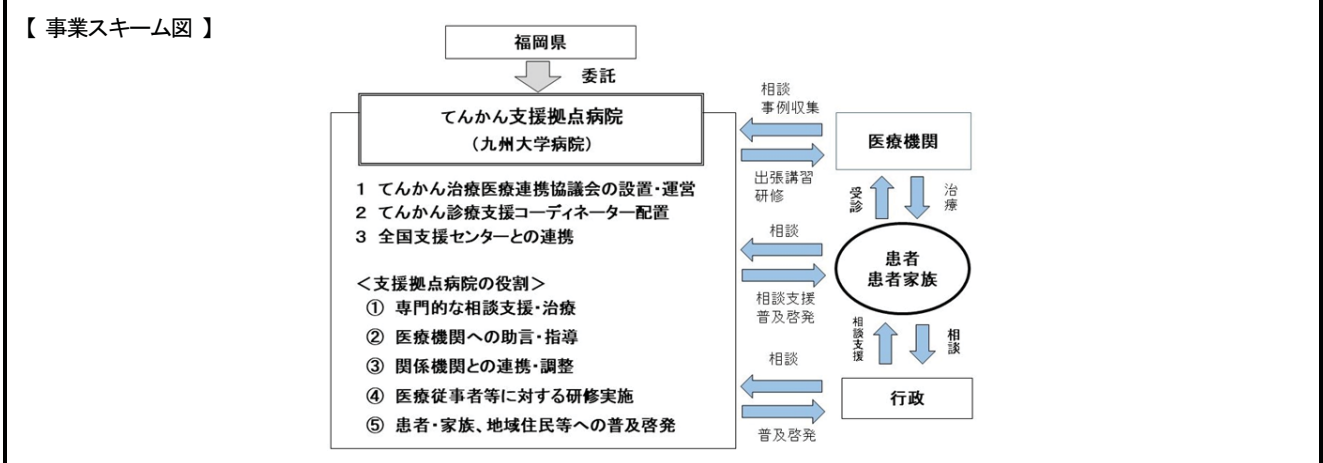 【 事業スキーム図 】
福岡県
委託
てんかん支援拠点病院
（九州大学病院）
1 てんかん治療医療連携協議会の設置・運営
2 てんかん診療支援コーディネーター配置
3 全国支援センターとの連携
＜支援拠点病院の役割＞
① 専門的な相談支援・治療
② 医療機関への助言・指導
③ 関係機関との連携・調整
④ 医療従事者等に対する研修実施
⑤ 患者・家族、地域住民等への普及啓発
相談
事例収集
出張講習
研修
医療機関
受診
治療
相談
相談支援
普及啓発
患者
患者家族
相談支援
相談
相談
普及啓発
行政